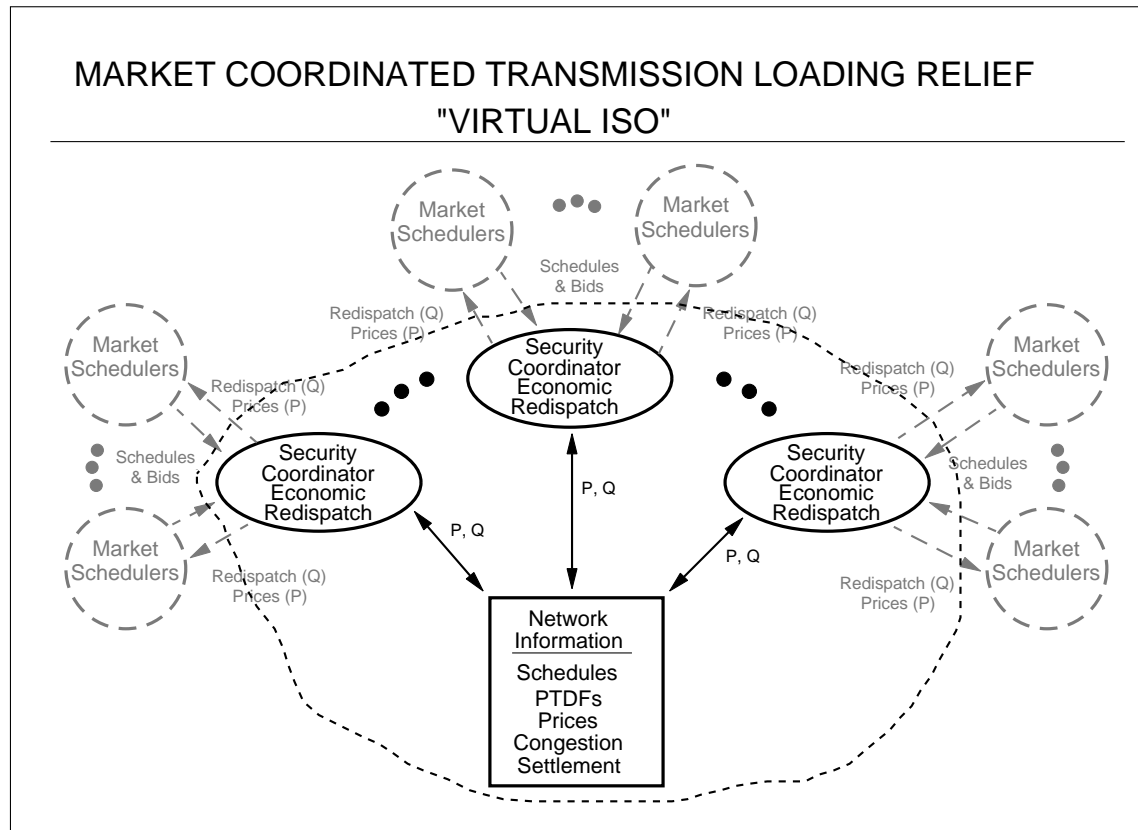 MARKET COORDINATED TRANSMISSION LOADING RELIEF
"VIRTUAL ISO"
Market
Schedulers
Market
Schedulers
Schedules
& Bids
Redispatch (Q)
Prices (P)
Redispatch (Q)
Prices (P)
Security
Coordinator
Economic
Redispatch
Market
Schedulers
Redispatch (Q)
Prices (P)
Schedules
& Bids
Security
Coordinator
Economic
Redispatch
Market
Schedulers
Redispatch (Q)
Prices (P)
Market
Schedulers
Redispatch (Q)
Prices (P)
Security
Coordinator
Economic
Redispatch
Schedules
& Bids
Market
Schedulers
Redispatch (Q)
Prices (P)
P, Q
P, Q
P, Q
Network
Information
Schedules
PTDFs
Prices
Congestion
Settlement